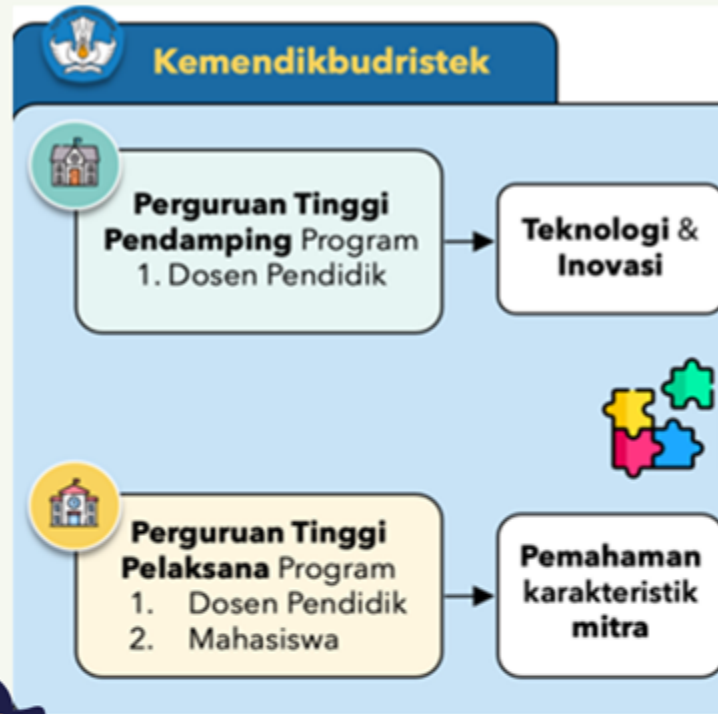 Kemendikbudristek
Perguruan Tinggi
Pendamping Program
1. Dosen Pendidik
Teknologi &
Inovasi
Perguruan Tinggi
Pelaksana Program
1. Dosen Pendidik
2. Mahasiswa
Pemahaman
karakteristik
mitra